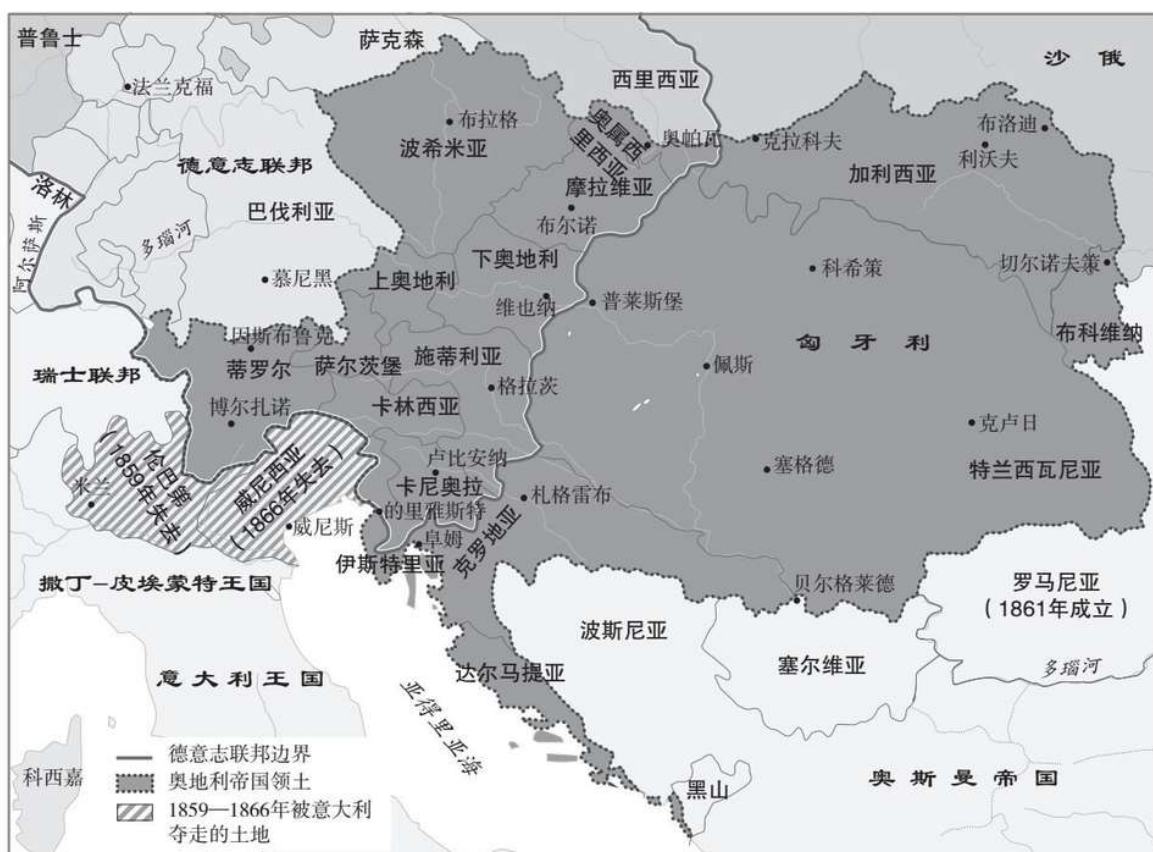 普鲁士
萨克森
沙俄
法兰克福
西里西亚
布拉格
波希米亚
奥属西
里西亚
奥帕瓦
克拉科夫
布洛迪
利沃夫
加利西亚
德意志联邦
洛林
摩拉维亚
巴伐利亚
布尔诺
阿尔萨斯
多瑙河
下奥地利
上奥地利
慕尼黑
维也纳
普莱斯堡
科希策
切尔诺夫策
布科维纳
匈牙利
因斯布鲁克
蒂罗尔
萨尔茨堡
施蒂利亚
瑞士联邦
佩斯
格拉茨
博尔扎诺
卡林西亚
克卢日
伦巴第
(1859年失去)
米兰
威尼西亚
(1866年失去)
威尼斯
卢比安纳
卡尼奥拉
塞格德
特兰西瓦尼亚
札格雷布
的里雅斯特
阜姆
克罗地亚
伊斯特里亚
撒丁-皮埃蒙特王国
贝尔格莱德
罗马尼亚
(1861年成立)
波斯尼亚
塞尔维亚
多瑙河
意大利王国
达尔马提亚
亚得里亚海
科西嘉
黑山
奥斯曼帝国
德意志联邦边界
奥地利帝国领土
1859—1866年被意大利
夺走的土地